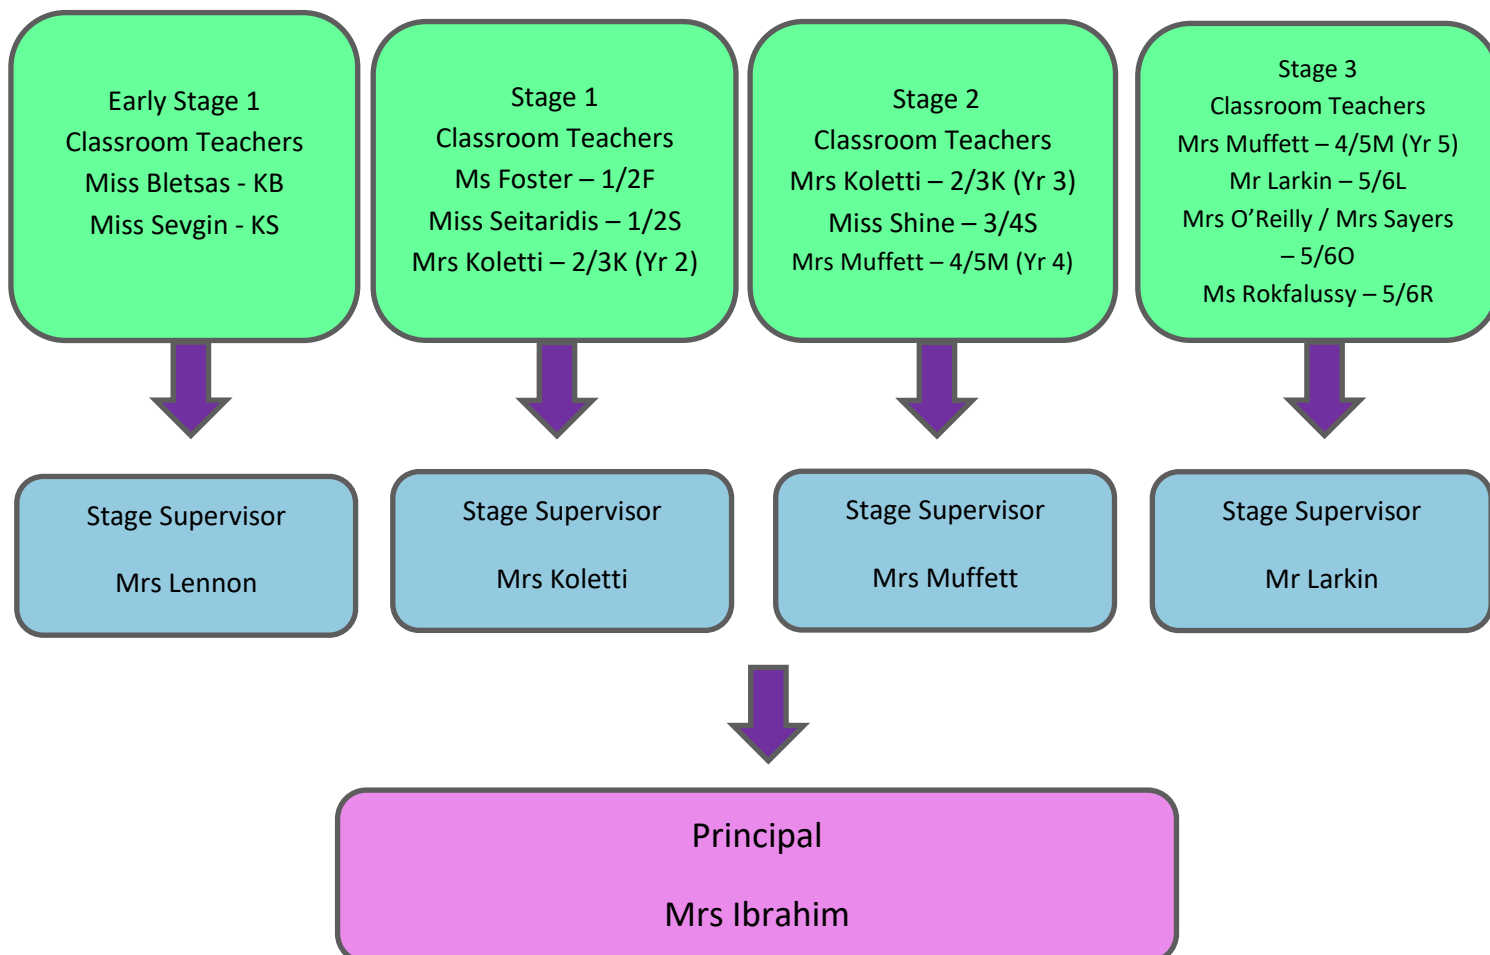 Early Stage 1
Classroom Teachers
Miss Bletsas - KB
Miss Sevgin - KS
Stage 1
Classroom Teachers
Ms Foster – 1/2F
Miss Seitaridis – 1/2S
Mrs Koletti – 2/3K (Yr 2)
Stage 2
Classroom Teachers
Mrs Koletti – 2/3K (Yr 3)
Miss Shine – 3/4S
Mrs Muffett – 4/5M (Yr 4)
Stage 3
Classroom Teachers
Mrs Muffett – 4/5M (Yr 5)
Mr Larkin – 5/6L
Mrs O’Reilly / Mrs Sayers
– 5/6O
Ms Rokfalussy – 5/6R
Stage Supervisor
Mrs Lennon
Stage Supervisor
Mrs Koletti
Stage Supervisor
Mrs Muffett
Stage Supervisor
Mr Larkin
Principal
Mrs Ibrahim